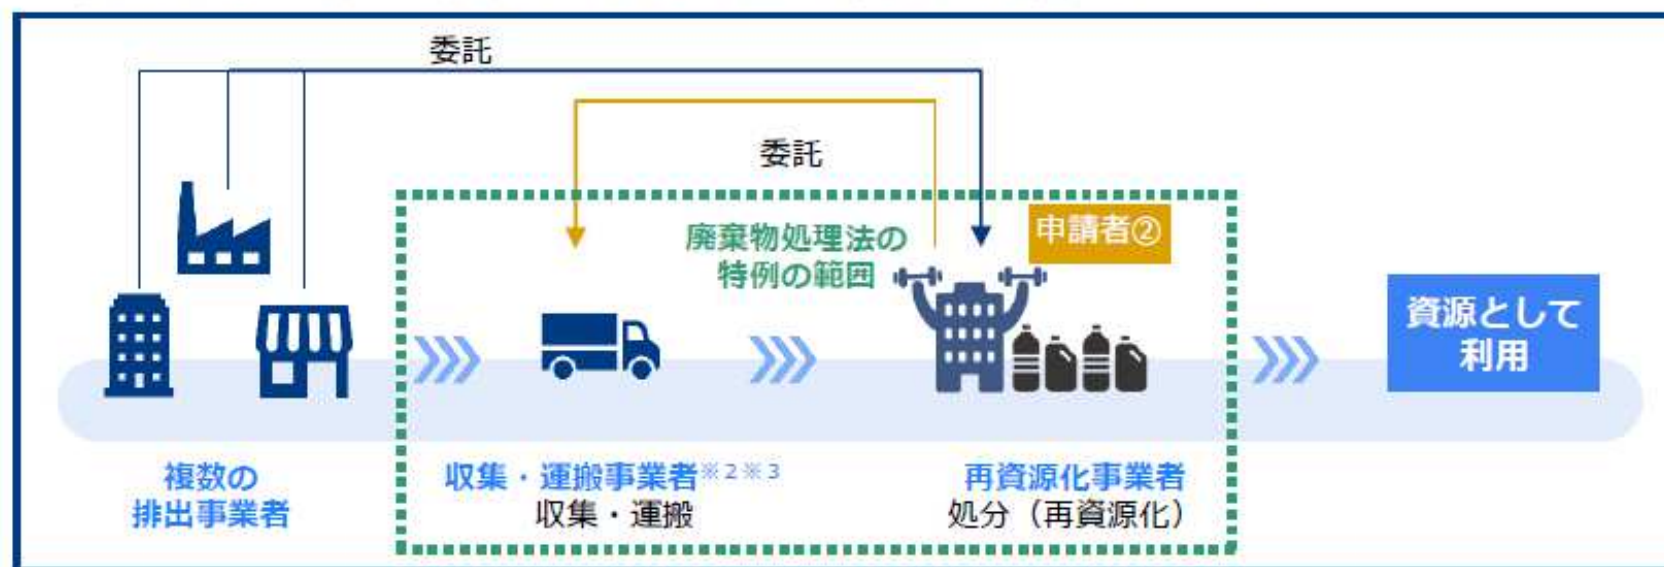 委託
委託
廃棄物処理法の
特例の範囲
申請者②
資源として
利用
複数の
排出事業者
収集・運搬事業者※2※3
収集・運搬
再資源化事業者
処分（再資源化）